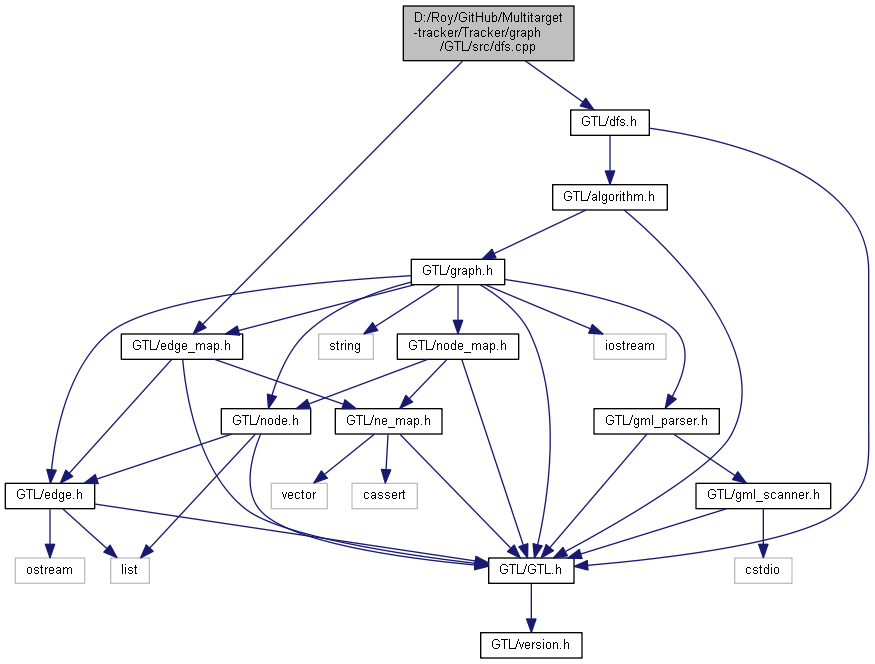 D:/Roy/GitHub/Multitarget
-tracker/Tracker/graph
/GTL/src/dfs.cpp
GTL/dfs.h
GTL/algorithm.h
GTL/graph.h
GTL/edge_map.h
string
GTL/node_map.h
iostream
GTL/node.h
GTL/ne_map.h
GTL/gml_parser.h
GTL/edge.h
vector
cassert
GTL/gml_scanner.h
ostream
list
GTL/GTL.h
cstdio
GTL/version.h